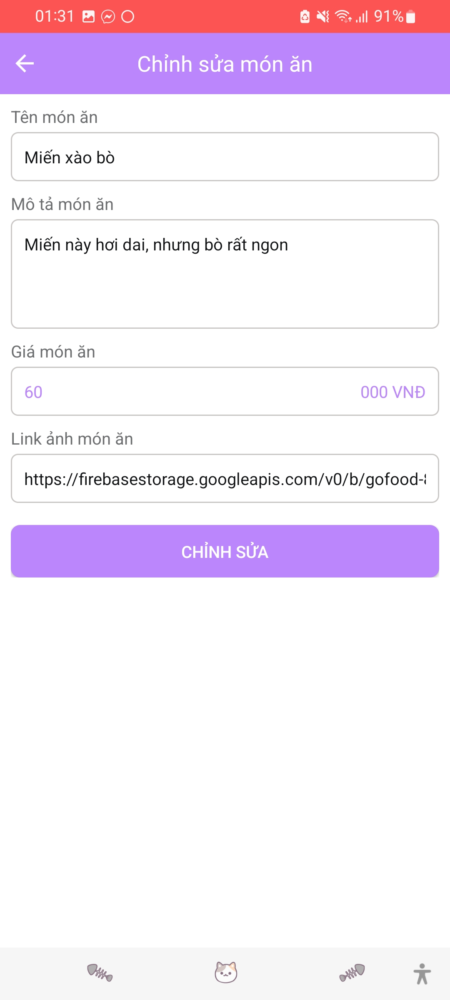 01:31
91%
Chỉnh sửa món ăn
Tên món ăn
Miến xào bò
Mô tả món ăn
Miến này hơi dai, nhưng bò rất ngon
Giá món ăn
60 000 VNĐ
Link ảnh món ăn
https://firebasestorage.googleapis.com/v0/b/gofood-
CHỈNH SỬA